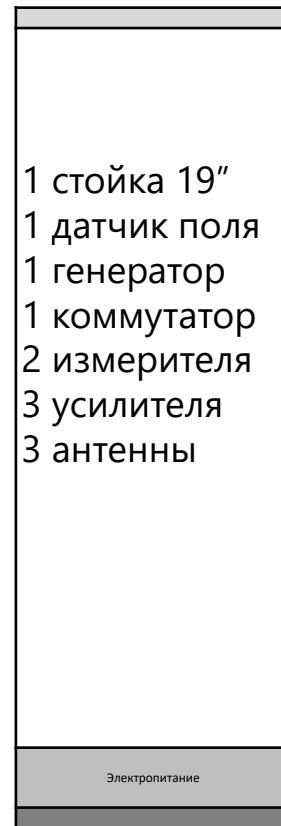 1 стойка 19”
1 датчик поля
1 генератор
1 коммутатор
2 измерителя
3 усилителя
3 антенны
Электропитание